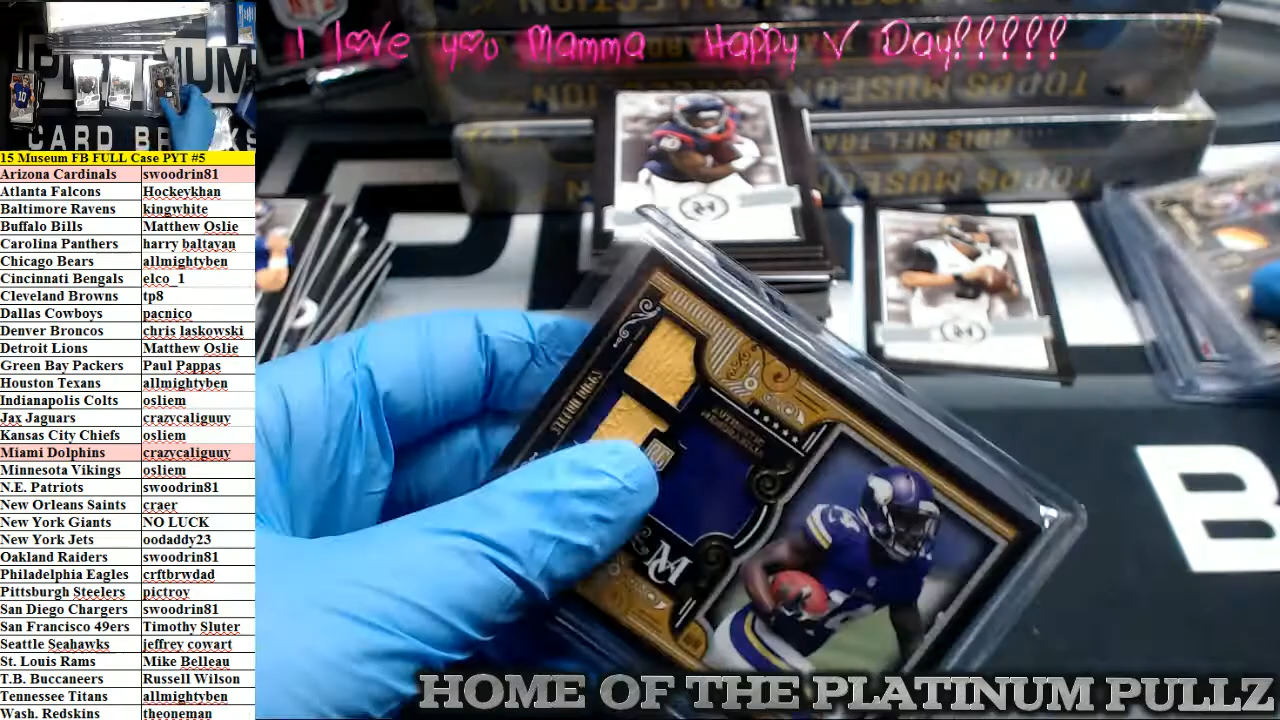 I love you Mamma Happy V Day!!!!!
CARD BREAKS
15 Museum FB FULL Case PYT #5
Arizona Cardinals swoodrin81
Atlanta Falcons Hockeykhan
Baltimore Ravens kingwhite
Buffalo Bills Matthew Oslie
Carolina Panthers harry baltayan
Chicago Bears allmightyben
Cincinnati Bengals elco_1
Cleveland Browns tp8
Dallas Cowboys pacnico
Denver Broncos chris laskowski
Detroit Lions Matthew Oslie
Green Bay Packers Paul Pappas
Houston Texans allmightyben
Indianapolis Colts osliem
Jax Jaguars crazycaliguuy
Kansas City Chiefs osliem
Miami Dolphins crazycaliguuy
Minnesota Vikings osliem
N.E. Patriots swoodrin81
New Orleans Saints craer
New York Giants NO LUCK
New York Jets oodaddy23
Oakland Raiders swoodrin81
Philadelphia Eagles crftbrwdad
Pittsburgh Steelers pictroy
San Diego Chargers swoodrin81
San Francisco 49ers Timothy Sluter
Seattle Seahawks jeffrey cowart
St. Louis Rams Mike Belleau
T.B. Buccaneers Russell Wilson
Tennessee Titans allmightyben
Wash. Redskins theoneman
STEFON DIGGS
HOME OF THE PLATINUM PULLZ